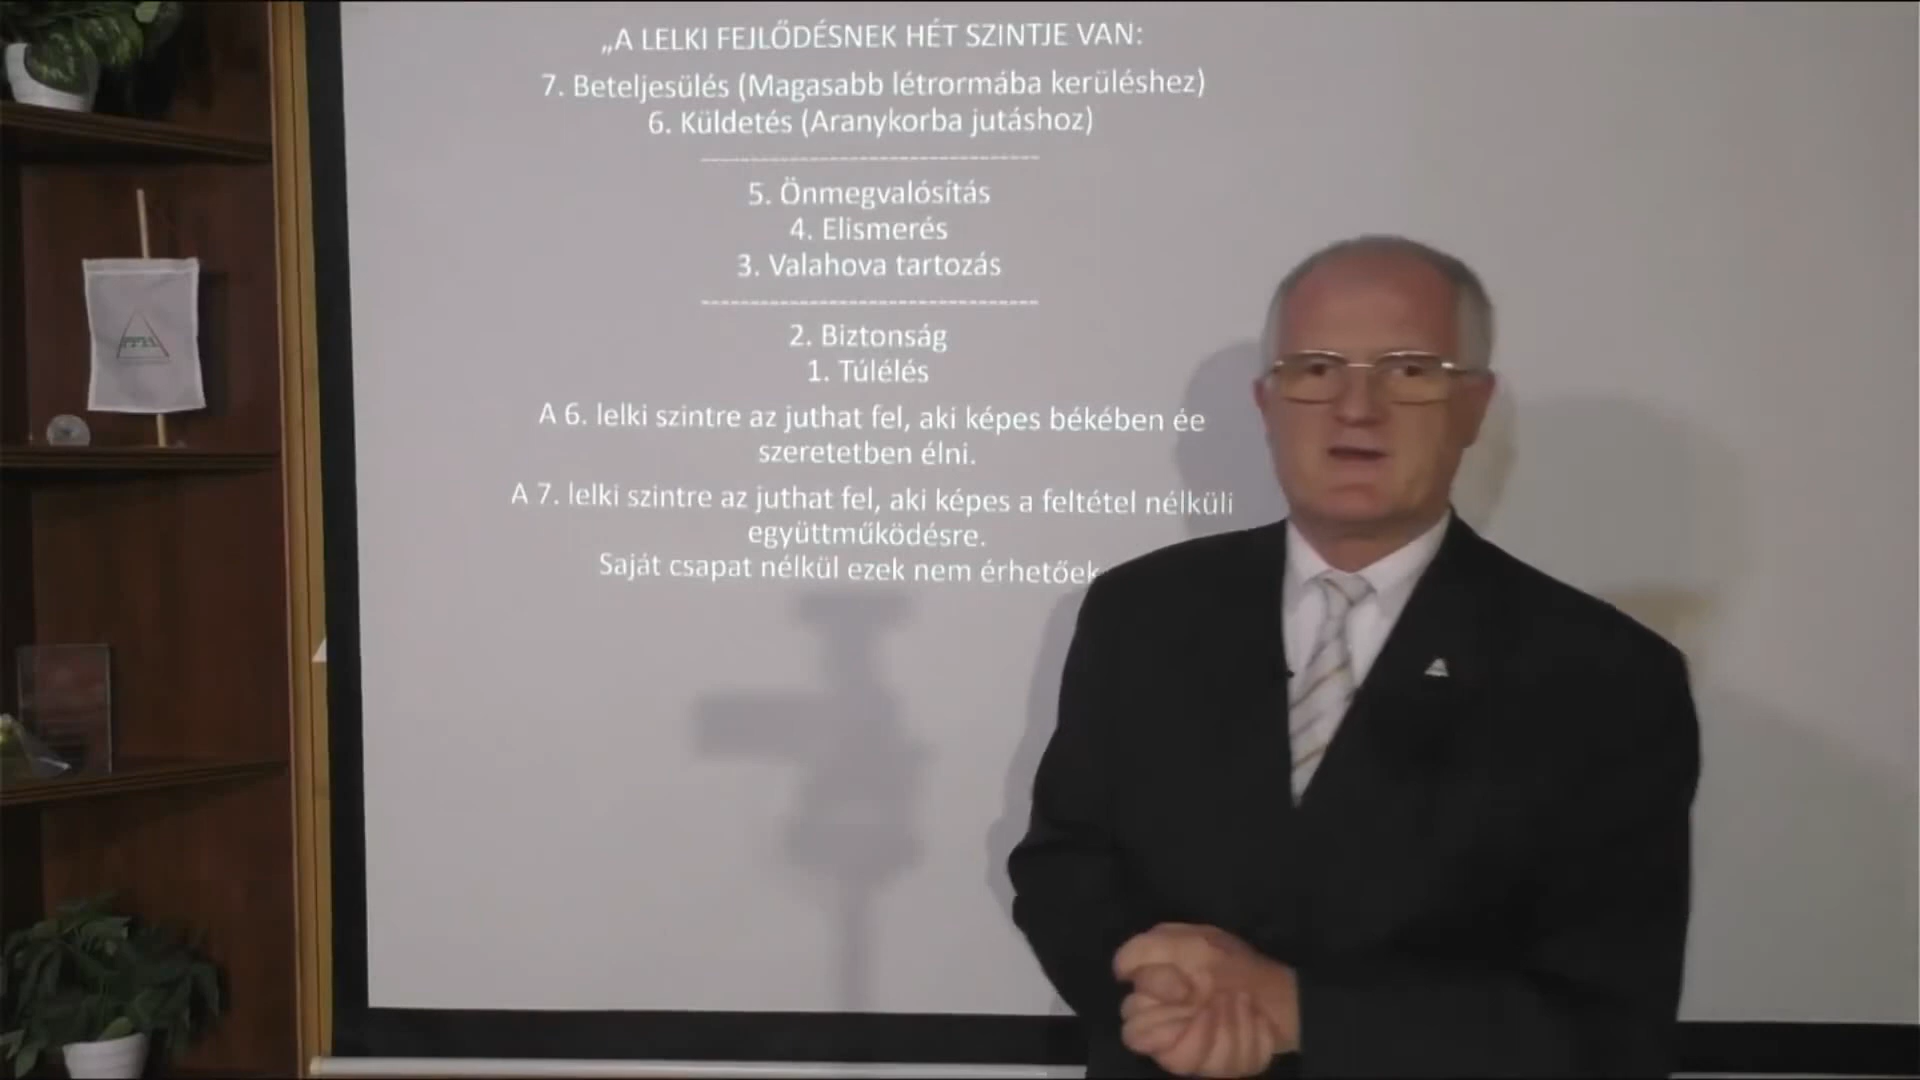 „A LELKI FEJLŐDÉSNEK HÉT SZINTJE VAN:
7. Beteljesülés (Magasabb létrormába kerüléshez)
6. Küldetés (Aranykorba jutáshoz)
----------------------------------
5. Önmegvalósítás
4. Elismerés
3. Valahova tartozás
----------------------------------
2. Biztonság
1. Túlélés
A 6. lelki szintre az juthat fel, aki képes békében ée
szeretetben élni.
A 7. lelki szintre az juthat fel, aki képes a feltétel nélküli
együttműködésre.
Saját csapat nélkül ezek nem érhetőek